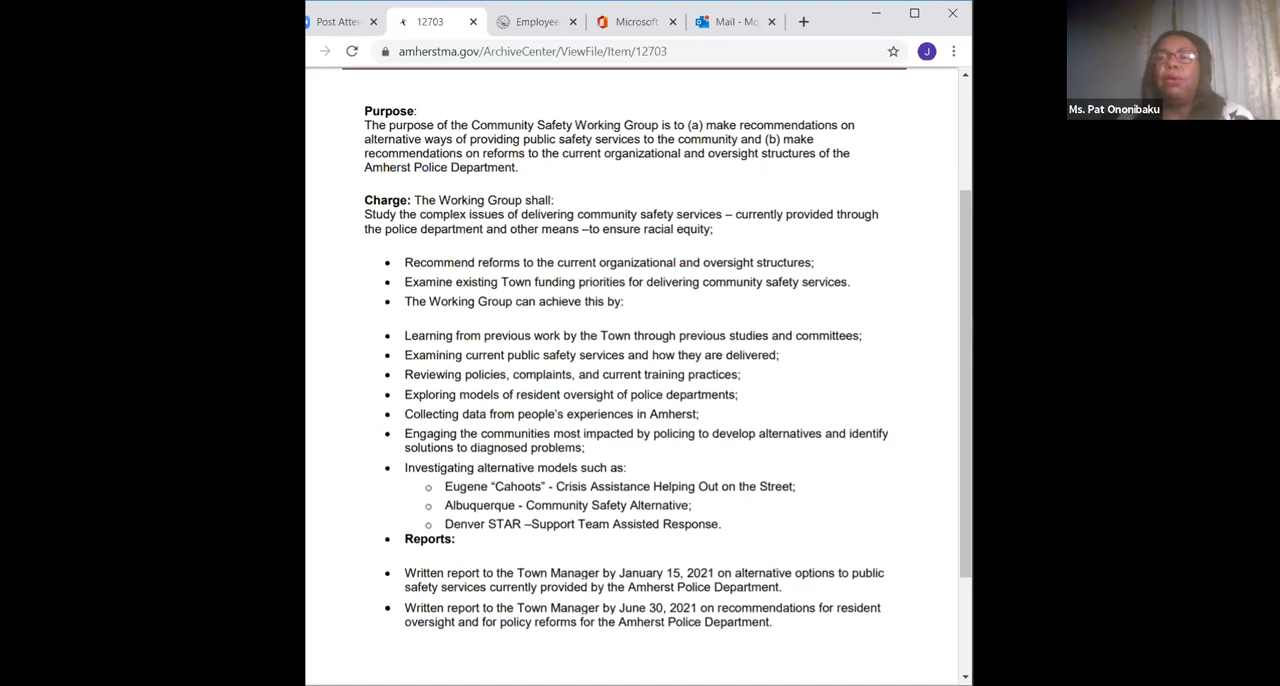 Post Atten
12703
Employee
Microsoft
Mail - Mo
amherstma.gov/ArchiveCenter/ViewFile/Item/12703
J
Ms. Pat Ononibaku
Purpose:
The purpose of the Community Safety Working Group is to (a) make recommendations on
alternative ways of providing public safety services to the community and (b) make
recommendations on reforms to the current organizational and oversight structures of the
Amherst Police Department.
Charge: The Working Group shall:
Study the complex issues of delivering community safety services – currently provided through
the police department and other means –to ensure racial equity;
• Recommend reforms to the current organizational and oversight structures;
• Examine existing Town funding priorities for delivering community safety services.
• The Working Group can achieve this by:
• Learning from previous work by the Town through previous studies and committees;
• Examining current public safety services and how they are delivered;
• Reviewing policies, complaints, and current training practices;
• Exploring models of resident oversight of police departments;
• Collecting data from people's experiences in Amherst;
• Engaging the communities most impacted by policing to develop alternatives and identify
solutions to diagnosed problems;
• Investigating alternative models such as:
o Eugene “Cahoots” - Crisis Assistance Helping Out on the Street;
o Albuquerque - Community Safety Alternative;
o Denver STAR –Support Team Assisted Response.
• Reports:
• Written report to the Town Manager by January 15, 2021 on alternative options to public
safety services currently provided by the Amherst Police Department.
• Written report to the Town Manager by June 30, 2021 on recommendations for resident
oversight and for policy reforms for the Amherst Police Department.